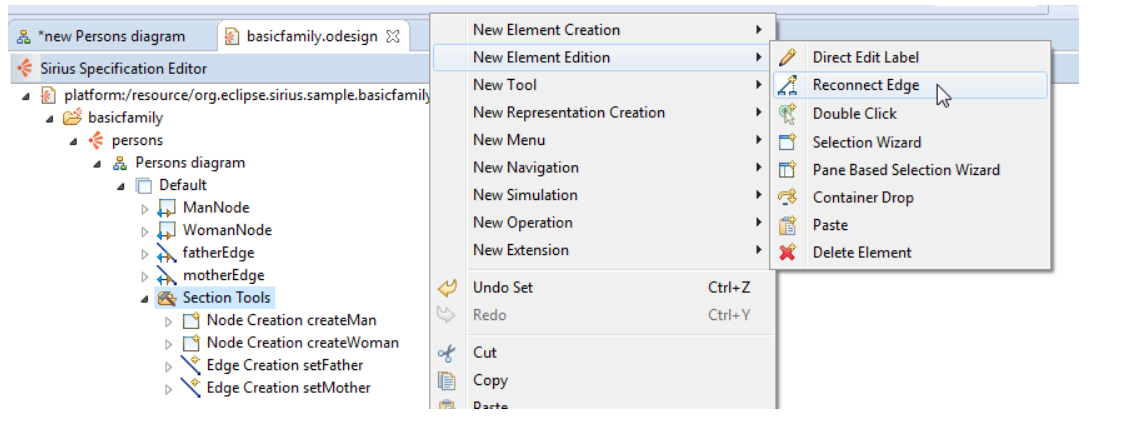 *new Persons diagram
basicfamily.odesign
Sirius Specification Editor
platform:/resource/org.eclipse.sirius.sample.basicfamily
basicfamily
persons
Persons diagram
Default
ManNode
WomanNode
fatherEdge
motherEdge
Section Tools
Node Creation createMan
Node Creation createWoman
Edge Creation setFather
Edge Creation setMother
New Element Creation
New Element Edition
New Tool
New Representation Creation
New Menu
New Navigation
New Simulation
New Operation
New Extension
Undo Set Ctrl+Z
Redo Ctrl+Y
Cut
Copy
Paste
Direct Edit Label
Reconnect Edge
Double Click
Selection Wizard
Pane Based Selection Wizard
Container Drop
Paste
Delete Element